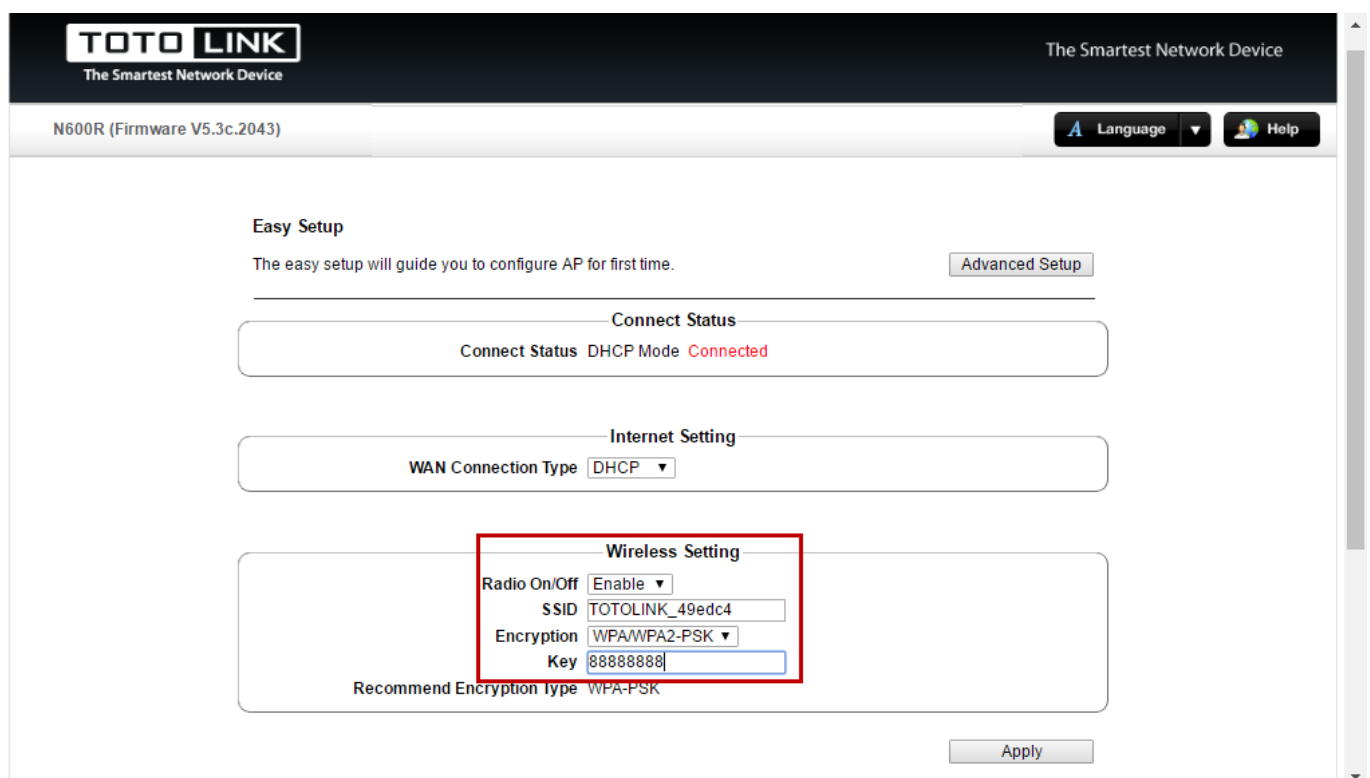 TOTO LINK
The Smartest Network Device
The Smartest Network Device
N600R (Firmware V5.3c.2043)
A Language ▼ Help
Easy Setup
The easy setup will guide you to configure AP for first time.
Advanced Setup
Connect Status
Connect Status DHCP Mode Connected
Internet Setting
WAN Connection Type DHCP ▼
Wireless Setting
Radio On/Off Enable ▼
SSID TOTOLINK_49edc4
Encryption WPA/WPA2-PSK ▼
Key 88888888
Recommend Encryption Type WPA-PSK
Apply